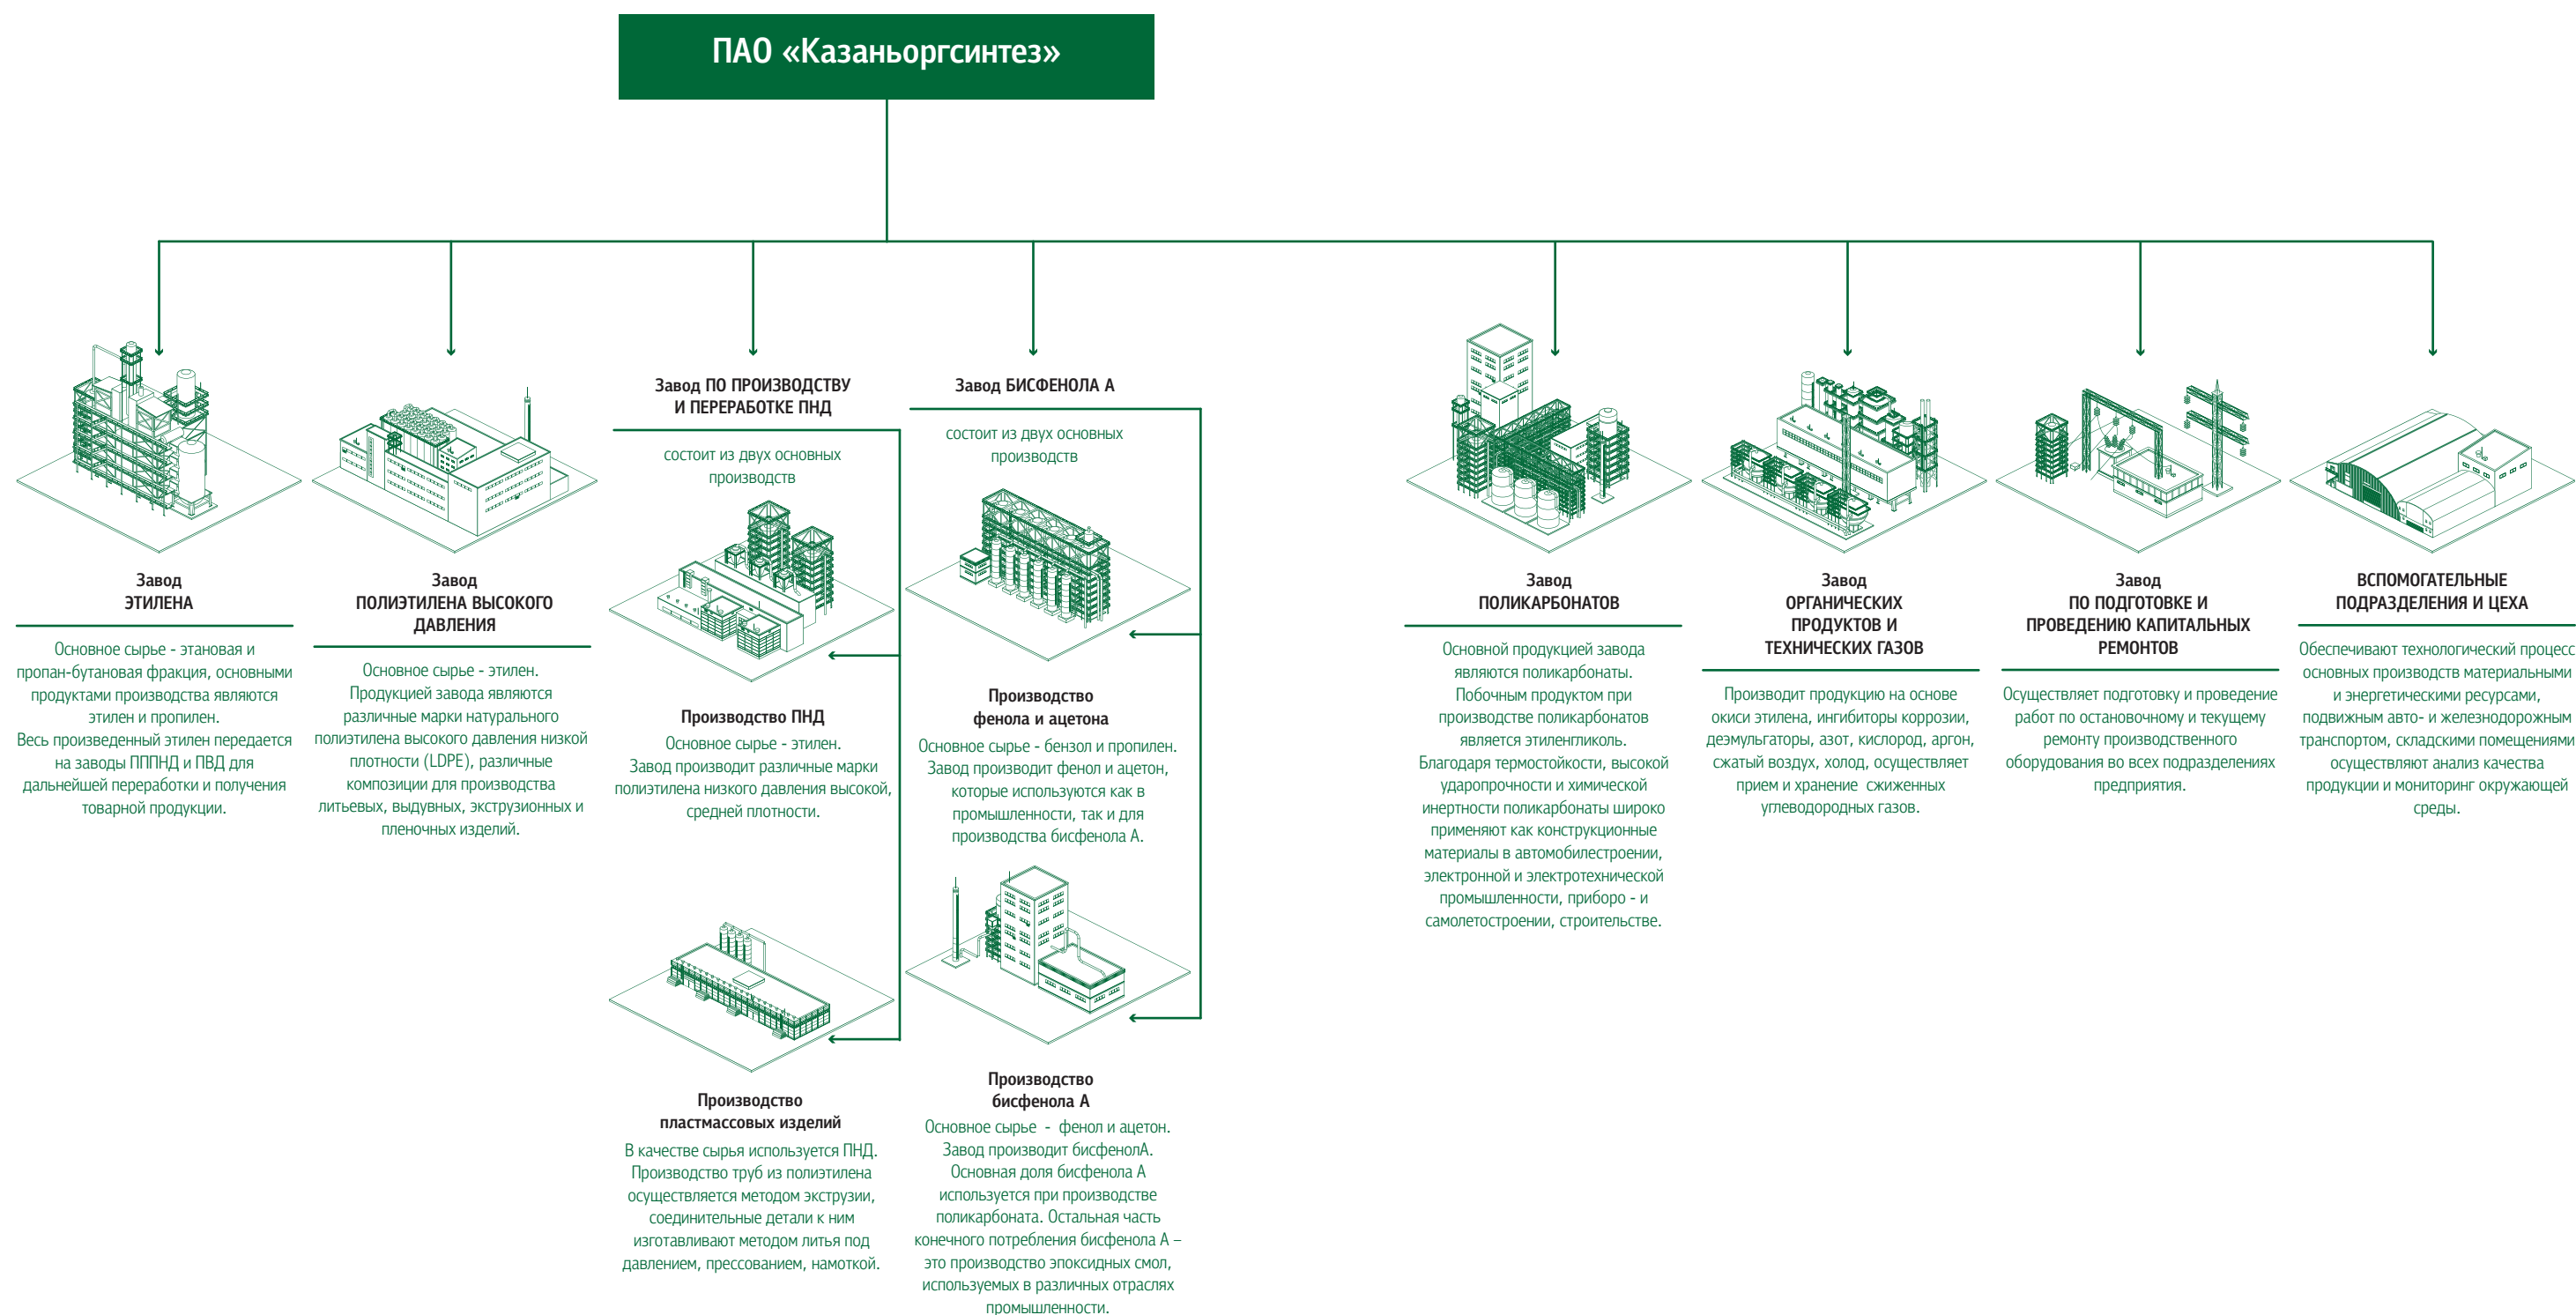 ПАО «Казаньоргсинтез»
Завод
ЭТИЛЕНА
Основное сырье - этановая и
пропан-бутановая фракция, основными
продуктами производства являются
этилен и пропилен.
Весь произведенный этилен передается
на заводы ПППНД и ПВД для
дальнейшей переработки и получения
товарной продукции.
Завод
ПОЛИЭТИЛЕНА ВЫСОКОГО
ДАВЛЕНИЯ
Основное сырье - этилен.
Продукцией завода являются
различные марки натурального
полиэтилена высокого давления низкой
плотности (LDPE), различные
композиции для производства
литьевых, выдувных, экструзионных и
пленочных изделий.
Завод ПО ПРОИЗВОДСТВУ
И ПЕРЕРАБОТКЕ ПНД
состоит из двух основных
производств
Производство ПНД
Основное сырье - этилен.
Завод производит различные марки
полиэтилена низкого давления высокой,
средней плотности.
Производство
пластмассовых изделий
В качестве сырья используется ПНД.
Производство труб из полиэтилена
осуществляется методом экструзии,
соединительные детали к ним
изготавливают методом литья под
давлением, прессованием, намоткой.
Завод БИСФЕНОЛА А
состоит из двух основных
производств
Производство
фенола и ацетона
Основное сырье - бензол и пропилен.
Завод производит фенол и ацетон,
которые используются как в
промышленности, так и для
производства бисфенола А.
Производство
бисфенола А
Основное сырье - фенол и ацетон.
Завод производит бисфенолА.
Основная доля бисфенола А
используется при производстве
поликарбоната. Остальная часть
конечного потребления бисфенола А –
это производство эпоксидных смол,
используемых в различных отраслях
промышленности.
Завод
ПОЛИКАРБОНАТОВ
Основной продукцией завода
являются поликарбонаты.
Побочным продуктом при
производстве поликарбонатов
является этиленгликоль.
Благодаря термостойкости, высокой
ударопрочности и химической
инертности поликарбонаты широко
применяют как конструкционные
материалы в автомобилестроении,
электронной и электротехнической
промышленности, приборо - и
самолетостроении, строительстве.
Завод
ОРГАНИЧЕСКИХ
ПРОДУКТОВ И
ТЕХНИЧЕСКИХ ГАЗОВ
Производит продукцию на основе
окиси этилена, ингибиторы коррозии,
деэмульгаторы, азот, кислород, аргон,
сжатый воздух, холод, осуществляет
прием и хранение сжиженных
углеводородных газов.
Завод
ПО ПОДГОТОВКЕ И
ПРОВЕДЕНИЮ КАПИТАЛЬНЫХ
РЕМОНТОВ
Осуществляет подготовку и проведение
работ по остановочному и текущему
ремонту производственного
оборудования во всех подразделениях
предприятия.
ВСПОМОГАТЕЛЬНЫЕ
ПОДРАЗДЕЛЕНИЯ И ЦЕХА
Обеспечивают технологический процесс
основных производств материальными
и энергетическими ресурсами,
подвижным авто- и железнодорожным
транспортом, складскими помещениями
осуществляют анализ качества
продукции и мониторинг окружающей
среды.